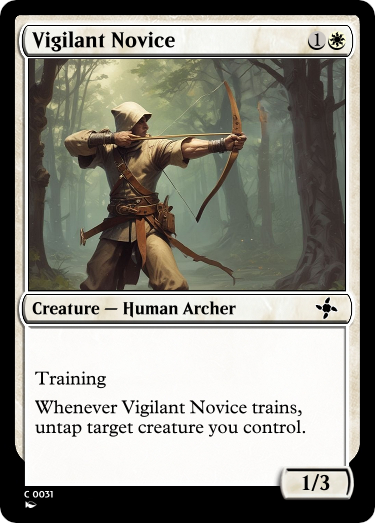 Vigilant Novice 1
Creature — Human Archer
Training
Whenever Vigilant Novice trains,
untap target creature you control.
1/3
C 0031